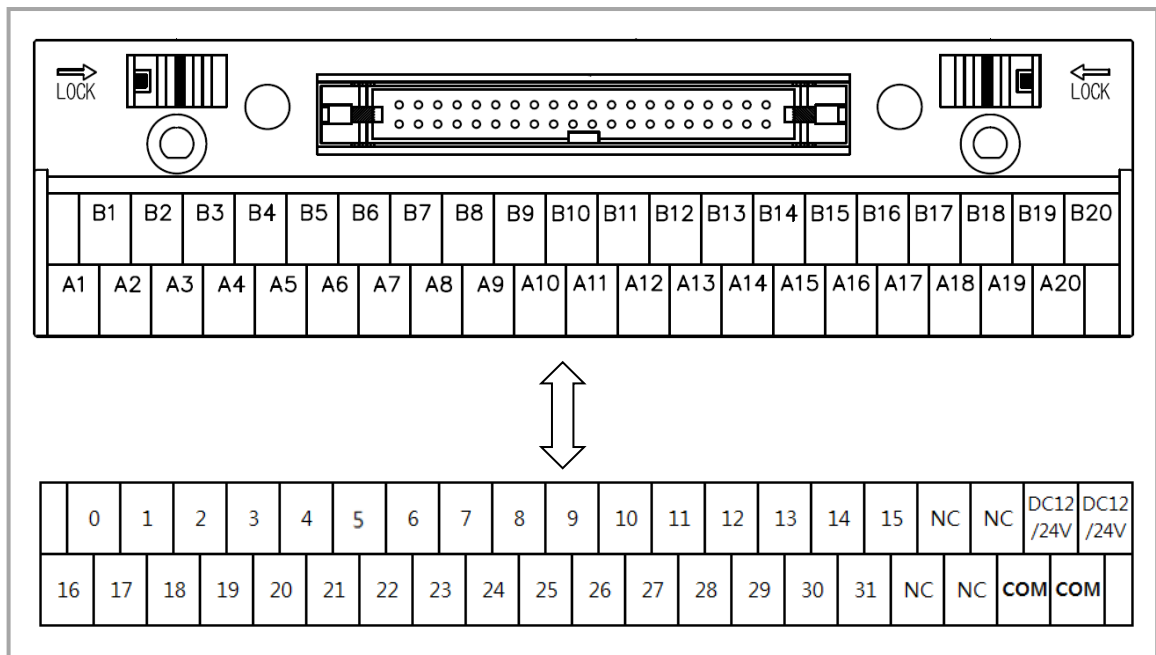 LOCK LOCK
B1 B2 B3 B4 B5 B6 B7 B8 B9 B10 B11 B12 B13 B14 B15 B16 B17 B18 B19 B20
A1 A2 A3 A4 A5 A6 A7 A8 A9 A10 A11 A12 A13 A14 A15 A16 A17 A18 A19 A20
0 1 2 3 4 5 6 7 8 9 10 11 12 13 14 15 NC NC DC12 /24V DC12 /24V
16 17 18 19 20 21 22 23 24 25 26 27 28 29 30 31 NC NC COM COM